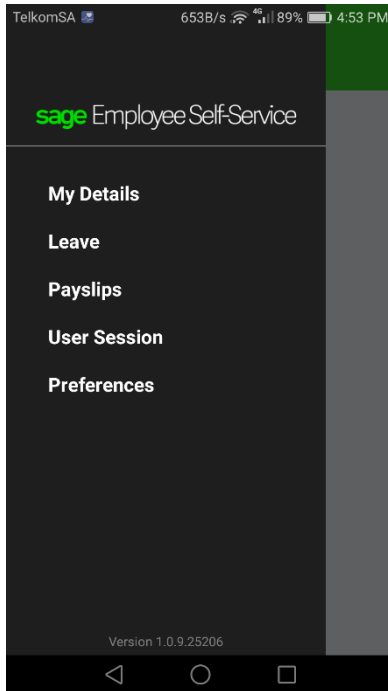 TelkomSA 653B/s 4G 89% 4:53 PM
sage Employee Self-Service
My Details
Leave
Payslips
User Session
Preferences
Version 1.0.9.25206